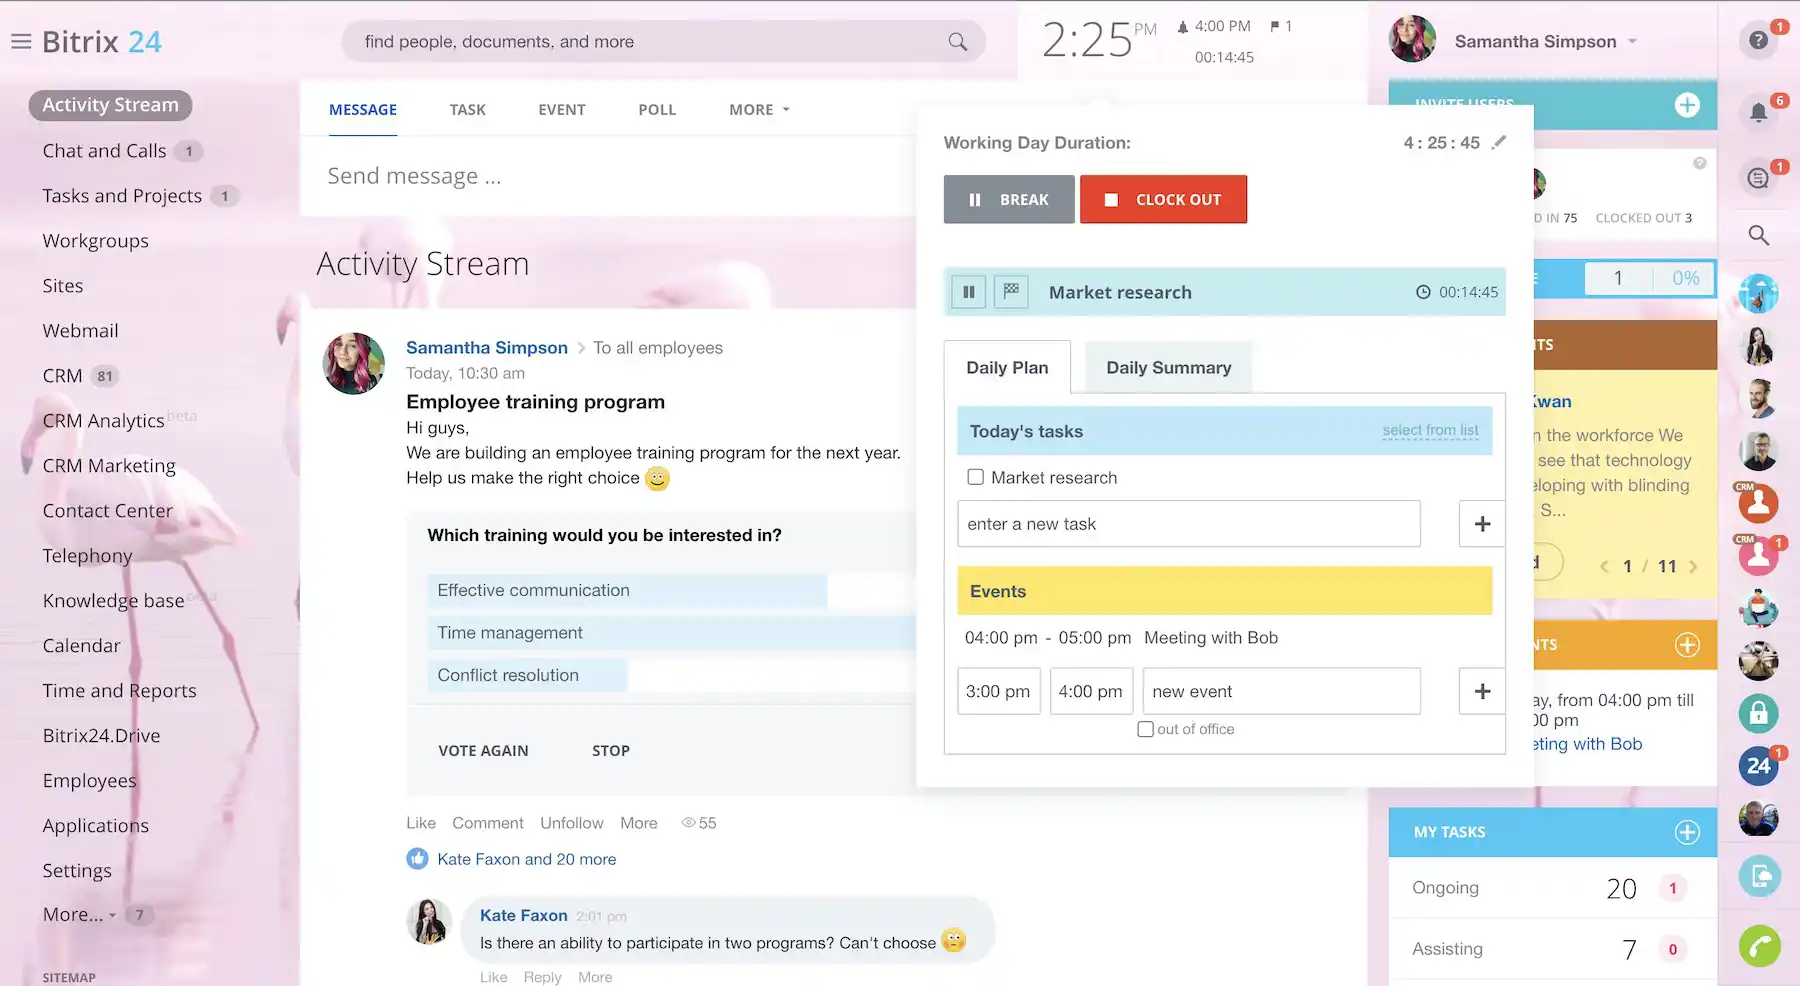 Bitrix 24
find people, documents, and more
2:25 PM
4:00 PM
1
00:14:45
Samantha Simpson
1
Activity Stream
Chat and Calls 1
Tasks and Projects 1
Workgroups
Sites
Webmail
CRM 81
CRM Analytics beta
CRM Marketing
Contact Center
Telephony
Knowledge base beta
Calendar
Time and Reports
Bitrix24.Drive
Employees
Applications
Settings
More... 7
SITEMAP
MESSAGE TASK EVENT POLL MORE
Send message ...
Activity Stream
Samantha Simpson > To all employees
Today, 10:30 am
Employee training program
Hi guys,
We are building an employee training program for the next year.
Help us make the right choice
Which training would you be interested in?
Effective communication
Time management
Conflict resolution
VOTE AGAIN STOP
Like Comment Unfollow More 55
Kate Faxon and 20 more
Kate Faxon 2:01 pm
Is there an ability to participate in two programs? Can't choose
Like Reply More
Working Day Duration: 4 : 25 : 45
BREAK CLOCK OUT
Market research 00:14:45
Daily Plan Daily Summary
Today's tasks select from list
Market research
enter a new task +
Events
04:00 pm - 05:00 pm Meeting with Bob
3:00 pm 4:00 pm new event +
out of office
INVITE USERS
?
D IN 75 CLOCKED OUT 3
E 1 0%
TS
Kwan
n the workforce We
see that technology
eloping with blinding
. S...
d < 1 / 11 >
NTS
ay, from 04:00 pm till
00 pm
eting with Bob
MY TASKS
Ongoing 20 1
Assisting 7 0
?
6
1
CRM
CRM
1
24
1